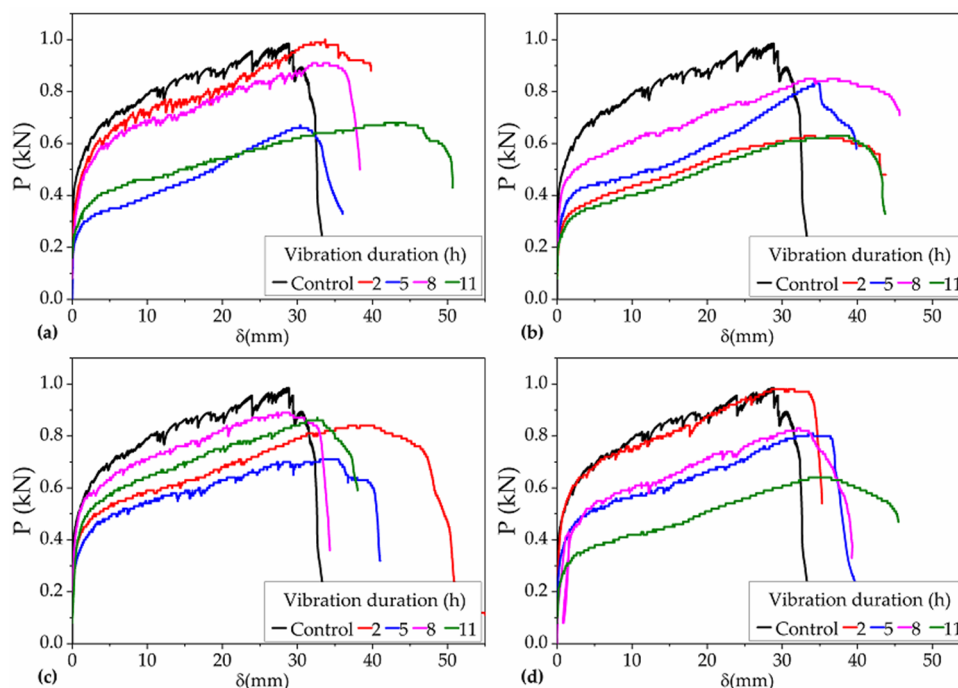 1.0
0.8
0.6
0.4
0.2
0.0
P (kN)
Vibration duration (h)
Control 2 5 8 11
0 10 20 30 40 50
(a) δ(mm)
1.0
0.8
0.6
0.4
0.2
0.0
P (kN)
Vibration duration (h)
Control 2 5 8 11
0 10 20 30 40 50
(b) δ(mm)
1.0
0.8
0.6
0.4
0.2
0.0
P (kN)
Vibration duration (h)
Control 2 5 8 11
0 10 20 30 40 50
(c) δ(mm)
1.0
0.8
0.6
0.4
0.2
0.0
P (kN)
Vibration duration (h)
Control 2 5 8 11
0 10 20 30 40 50
(d) δ(mm)